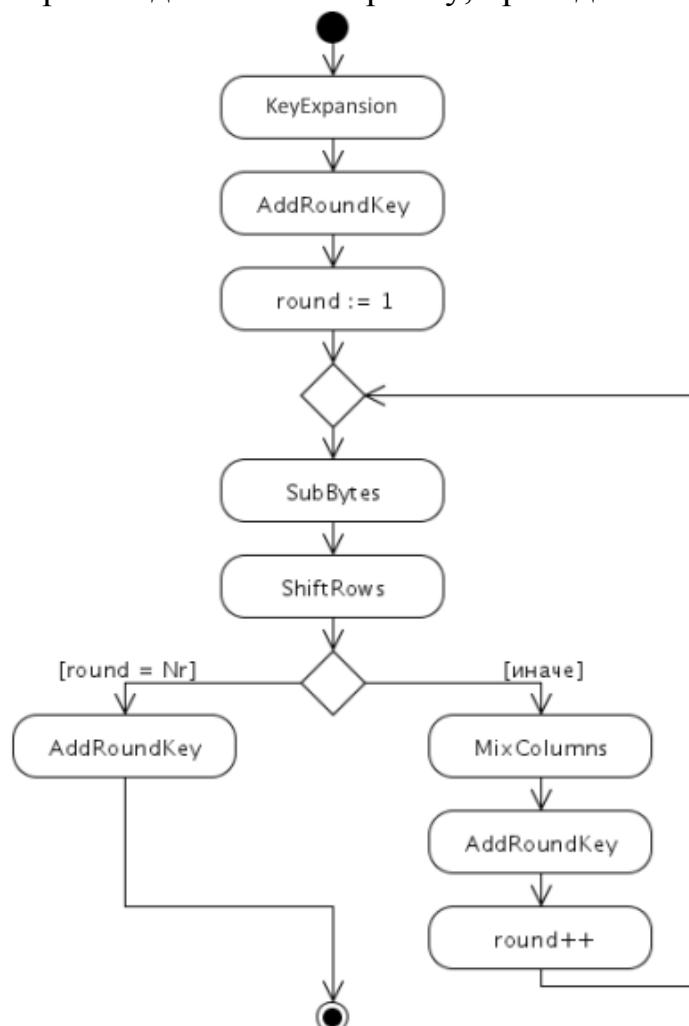 KeyExpansion
AddRoundKey
round := 1
SubBytes
ShiftRows
[round = Nr]
[иначе]
AddRoundKey
MixColumns
AddRoundKey
round++